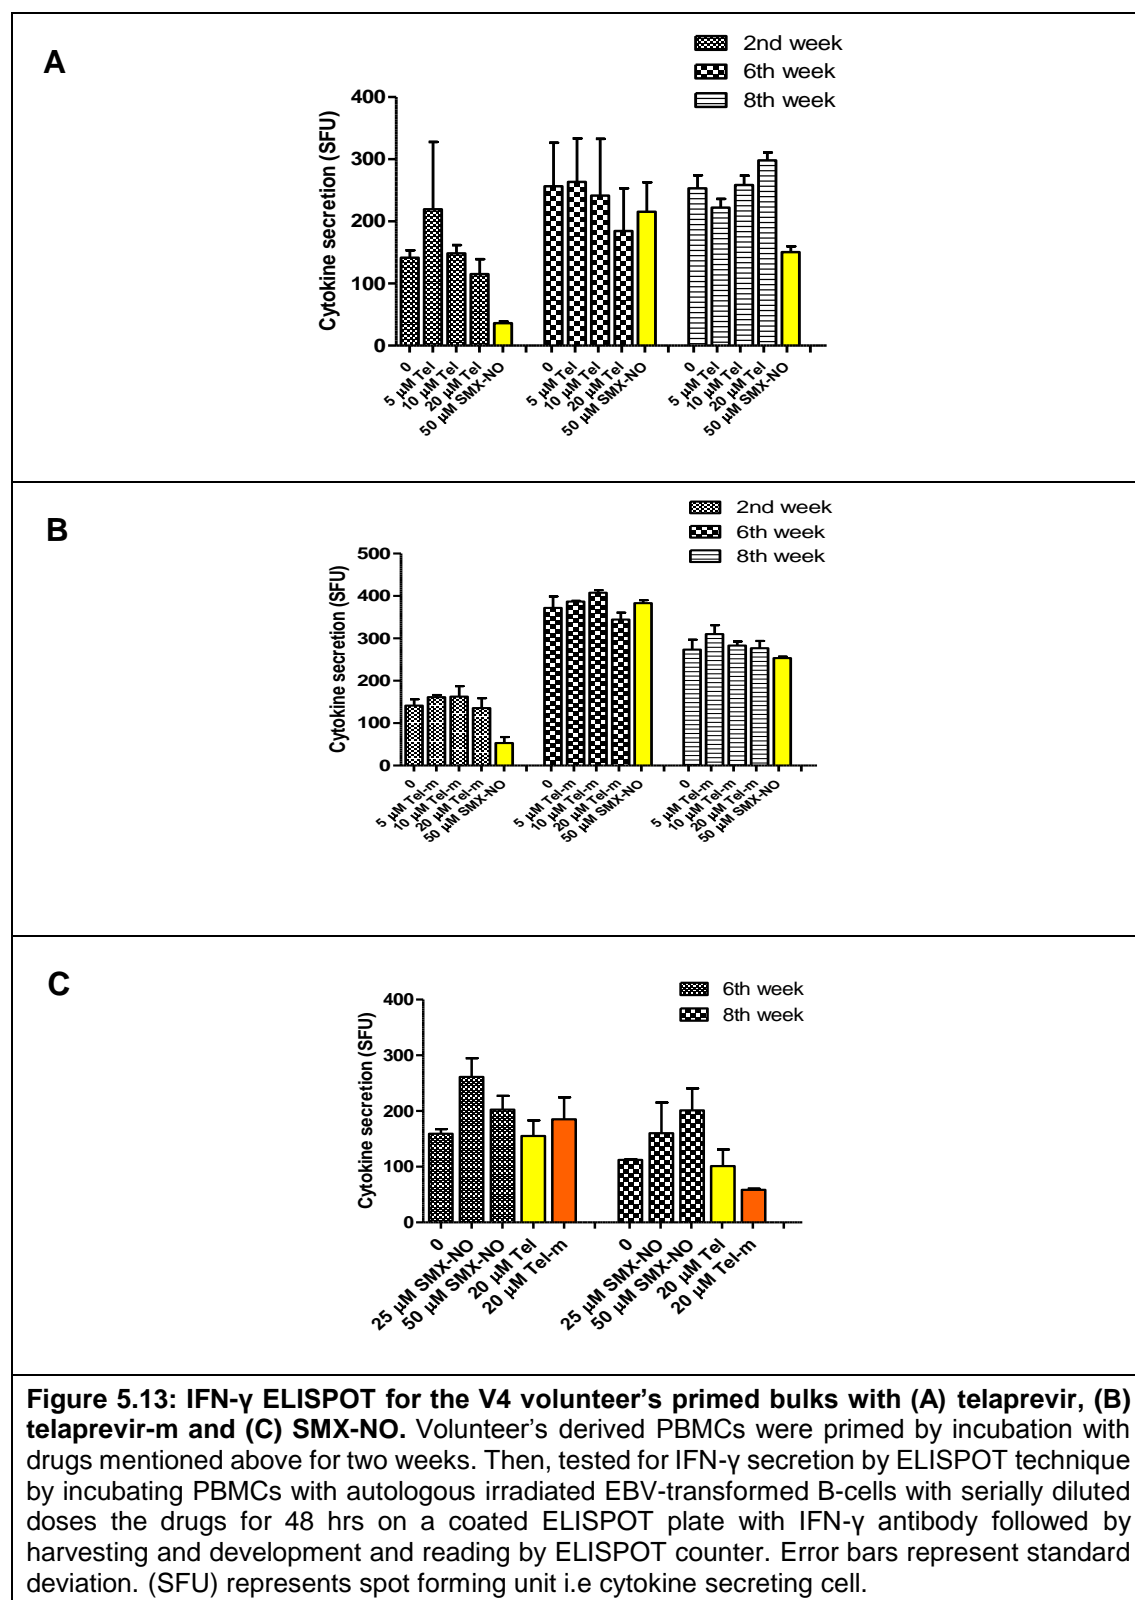 A
2nd week
6th week
8th week
Cytokine secretion (SFU)
400
300
200
100
0
0
5 µM Tel
10 µM Tel
20 µM Tel
50 µM SMX-NO
0
5 µM Tel
10 µM Tel
20 µM Tel
50 µM SMX-NO
0
5 µM Tel
10 µM Tel
20 µM Tel
50 µM SMX-NO
B
2nd week
6th week
8th week
Cytokine secretion (SFU)
500
400
300
200
100
0
0
5 µM Tel-m
10 µM Tel-m
20 µM Tel-m
50 µM SMX-NO
0
5 µM Tel-m
10 µM Tel-m
20 µM Tel-m
50 µM SMX-NO
0
5 µM Tel-m
10 µM Tel-m
20 µM Tel-m
50 µM SMX-NO
C
6th week
8th week
Cytokine secretion (SFU)
400
300
200
100
0
0
25 µM SMX-NO
50 µM SMX-NO
20 µM Tel
20 µM Tel-m
0
25 µM SMX-NO
50 µM SMX-NO
20 µM Tel
20 µM Tel-m
Figure 5.13: IFN-γ ELISPOT for the V4 volunteer's primed bulks with (A) telaprevir, (B)
telaprevir-m and (C) SMX-NO. Volunteer's derived PBMCs were primed by incubation with
drugs mentioned above for two weeks. Then, tested for IFN-γ secretion by ELISPOT technique
by incubating PBMCs with autologous irradiated EBV-transformed B-cells with serially diluted
doses the drugs for 48 hrs on a coated ELISPOT plate with IFN-γ antibody followed by
harvesting and development and reading by ELISPOT counter. Error bars represent standard
deviation. (SFU) represents spot forming unit i.e cytokine secreting cell.